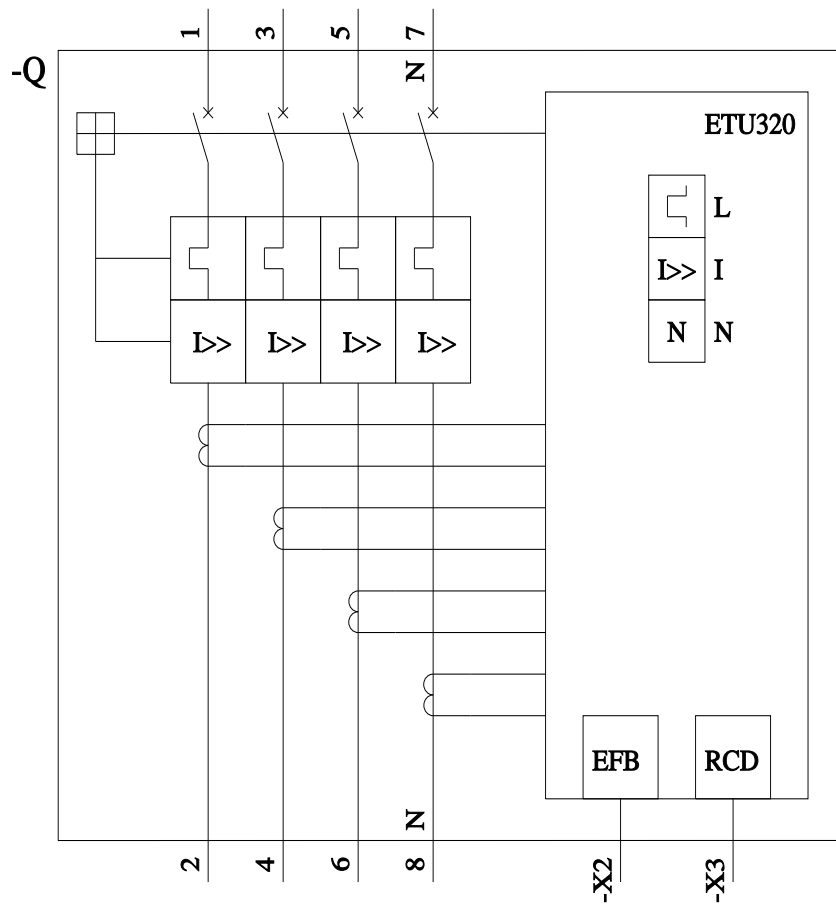 1 3 5 7
-Q
N
ETU320
L
I>> I
N N
I>> I>> I>> I>>
EFB RCD
N
2 4 6 8 -X2 -X3